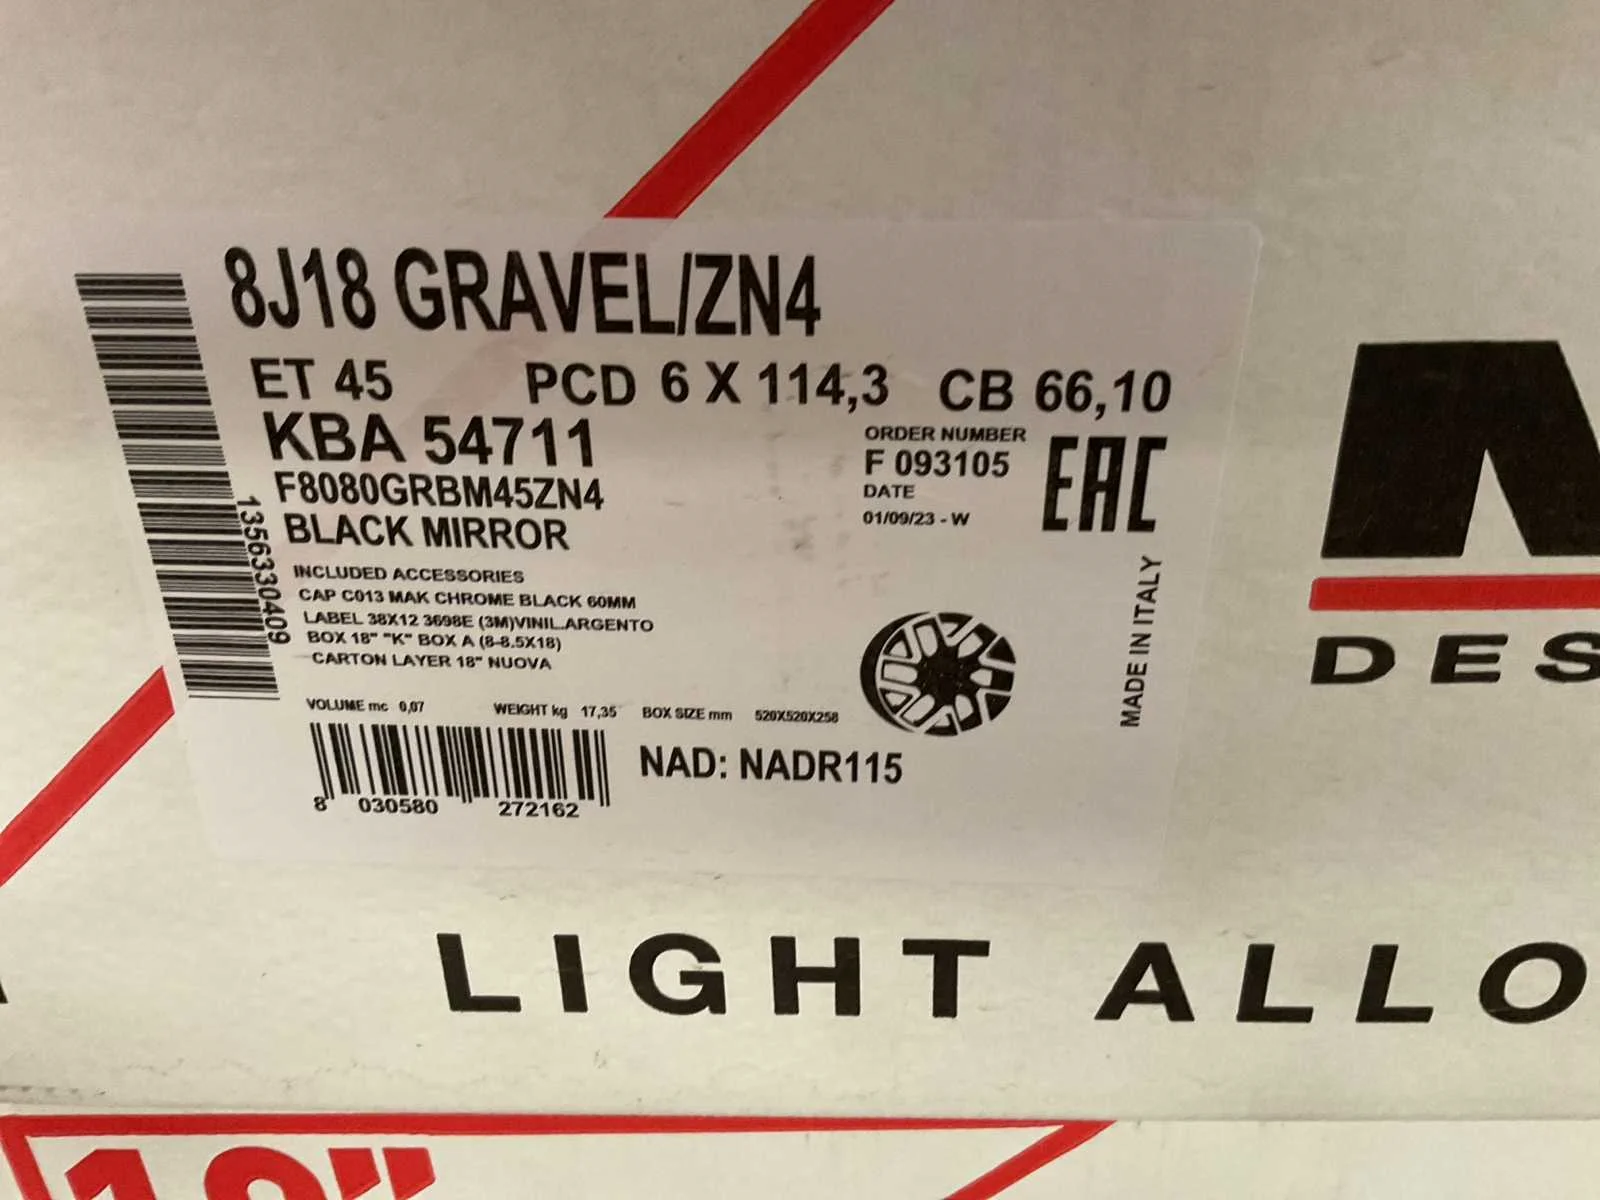 8J18 GRAVEL/ZN4
ET 45 PCD 6 X 114,3 CB 66,10
KBA 54711
F8080GRBM45ZN4
BLACK MIRROR
ORDER NUMBER
F 093105
DATE
01/09/23 - W
EAC
INCLUDED ACCESSORIES
CAP C013 MAK CHROME BLACK 60MM
LABEL 38X12 3698E (3M)VINIL.ARGENTO
BOX 18" "K" BOX A (8-8.5X18)
CARTON LAYER 18" NUOVA
VOLUME mc 0,07 WEIGHT kg 17,35 BOX SIZE mm 520X520X258
NAD: NADR115
8 030580 272162
1356330409
MADE IN ITALY
DES
LIGHT ALLO